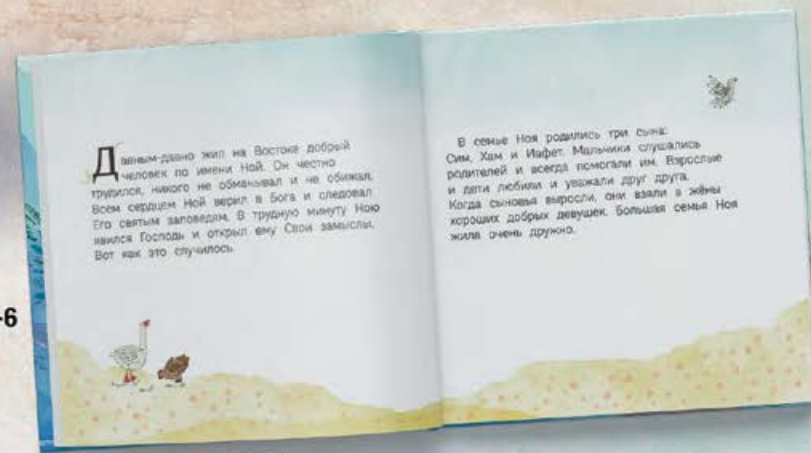 Давным-давно жил на Востоке добрый
человек по имени Ной. Он честно
трудился, никого не обманывал и не обижал.
Всем сердцем Ной верил в Бога и следовал
Его святым заповедям. В трудную минуту Ною
явился Господь и открыл ему Свои замыслы.
Вот как это случилось.
В семье Ноя родились три сына:
Сим, Хам и Иафет. Мальчики слушались
родителей и всегда помогали им. Взрослые
и дети любили и уважали друг друга.
Когда сыновья выросли, они взяли в жёны
хороших добрых девушек. Большая семья Ноя
жила очень дружно.
-6